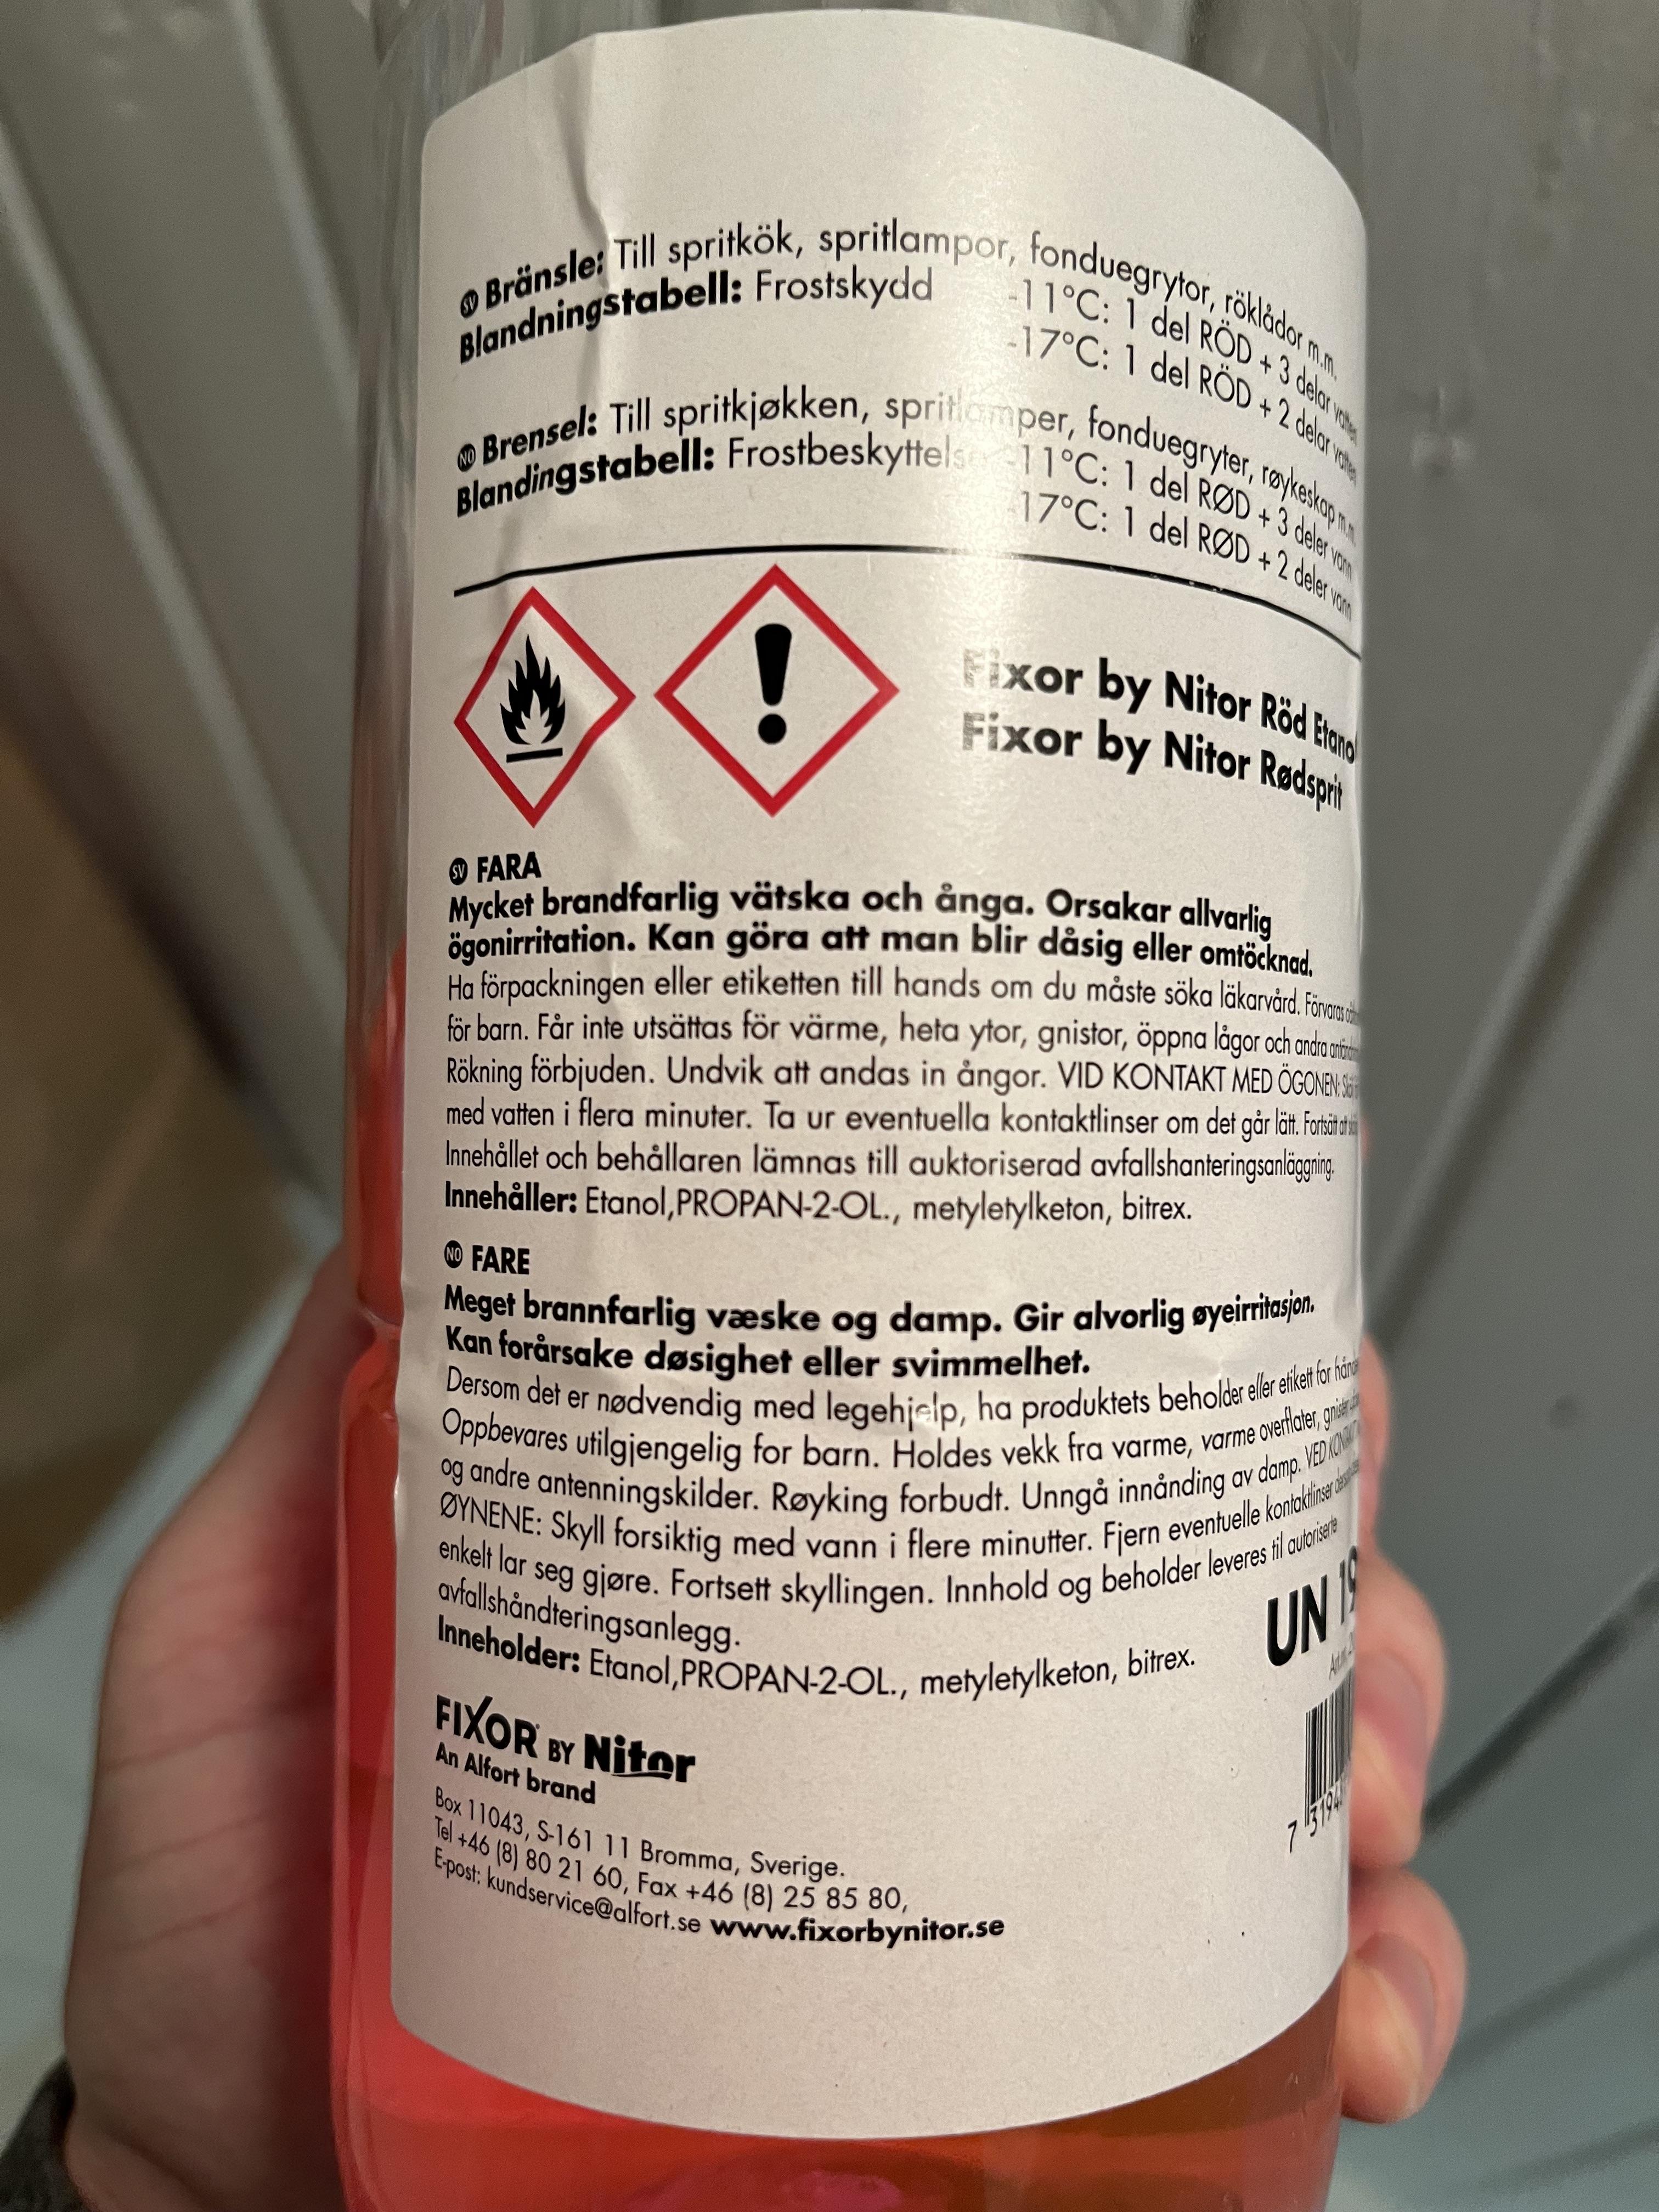 SV Bränsle: Till spritkök, spritlampor, fonduegrytor, röklådor m.m.
Blandningstabell: Frostskydd -11°C: 1 del RÖD + 3 delar vatten
-17°C: 1 del RÖD + 2 delar vatten
NO Brensel: Till spritkjøkken, spritlamper, fonduegryter, røykeskap m.m.
Blandingstabell: Frostbeskyttelse -11°C: 1 del RØD + 3 deler vann
-17°C: 1 del RØD + 2 deler vann
Fixor by Nitor Röd Etanol
Fixor by Nitor Rødsprit
SV FARA
Mycket brandfarlig vätska och ånga. Orsakar allvarlig
ögonirritation. Kan göra att man blir dåsig eller omtöcknad.
Ha förpackningen eller etiketten till hands om du måste söka läkarvård. Förvaras
för barn. Får inte utsättas för värme, heta ytor, gnistor, öppna lågor och andra
Rökning förbjuden. Undvik att andas in ångor. VID KONTAKT MED ÖGONEN:
med vatten i flera minuter. Ta ur eventuella kontaktlinser om det går lätt. Fortsätt att
Innehållet och behållaren lämnas till auktoriserad avfallshanteringsanläggning.
Innehåller: Etanol,PROPAN-2-OL., metyletylketon, bitrex.
NO FARE
Meget brannfarlig væske og damp. Gir alvorlig øyeirritasjon.
Kan forårsake døsighet eller svimmelhet.
Dersom det er nødvendig med legehjelp, ha produktets beholder eller etikett for
Oppbevares utilgjengelig for barn. Holdes vekk fra varme, varme overflater, gnister,
og andre antenningskilder. Røyking forbudt. Unngå innånding av damp. VED KONTAKT
ØYNENE: Skyll forsiktig med vann i flere minutter. Fjern eventuelle kontaktlinser
enkelt lar seg gjøre. Fortsett skyllingen. Innhold og beholder leveres til autoriserte
avfallshåndteringsanlegg.
Inneholder: Etanol,PROPAN-2-OL., metyletylketon, bitrex.
UN
FIXOR BY Nitor
An Alfort brand
Box 11043, S-161 11 Bromma, Sverige.
Tel +46 (8) 80 21 60, Fax +46 (8) 25 85 80,
E-post: kundservice@alfort.se www.fixorbynitor.se